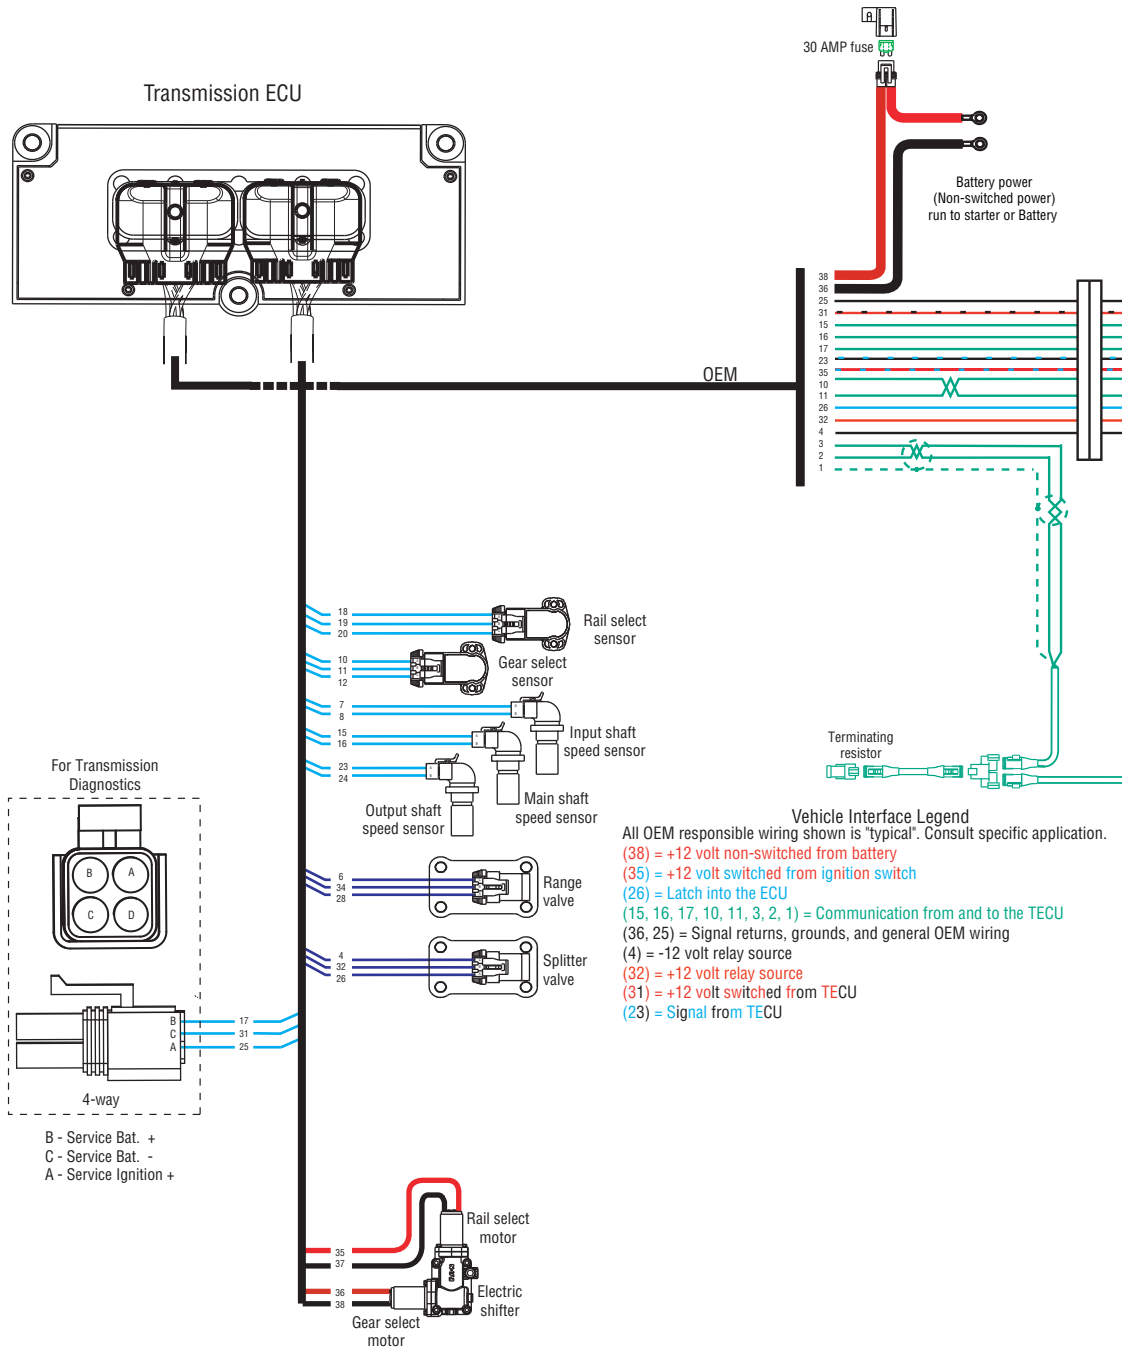 30 AMP fuse
Transmission ECU
Battery power
(Non-switched power)
run to starter or Battery
38
36
25
31
15
16
17
23
35
10
11
26
32
4
3
2
1
OEM
18
19
20
Rail select
sensor
10
11
12
Gear select
sensor
7
8
Input shaft
speed sensor
15
16
Main shaft
speed sensor
23
24
Output shaft
speed sensor
A
B
A
B
A
B
Terminating
resistor
For Transmission
Diagnostics
B
A
C
D
6
34
28
Range
valve
4
32
26
Splitter
valve
B
C
A
17
31
25
4-way
B - Service Bat. +
C - Service Bat. -
A - Service Ignition +
Vehicle Interface Legend
All OEM responsible wiring shown is "typical". Consult specific application.
(38) = +12 volt non-switched from battery
(35) = +12 volt switched from ignition switch
(26) = Latch into the ECU
(15, 16, 17, 10, 11, 3, 2, 1) = Communication from and to the TECU
(36, 25) = Signal returns, grounds, and general OEM wiring
(4) = -12 volt relay source
(32) = +12 volt relay source
(31) = +12 volt switched from TECU
(23) = Signal from TECU
35
37
Rail select
motor
36
38
Electric
shifter
Gear select
motor